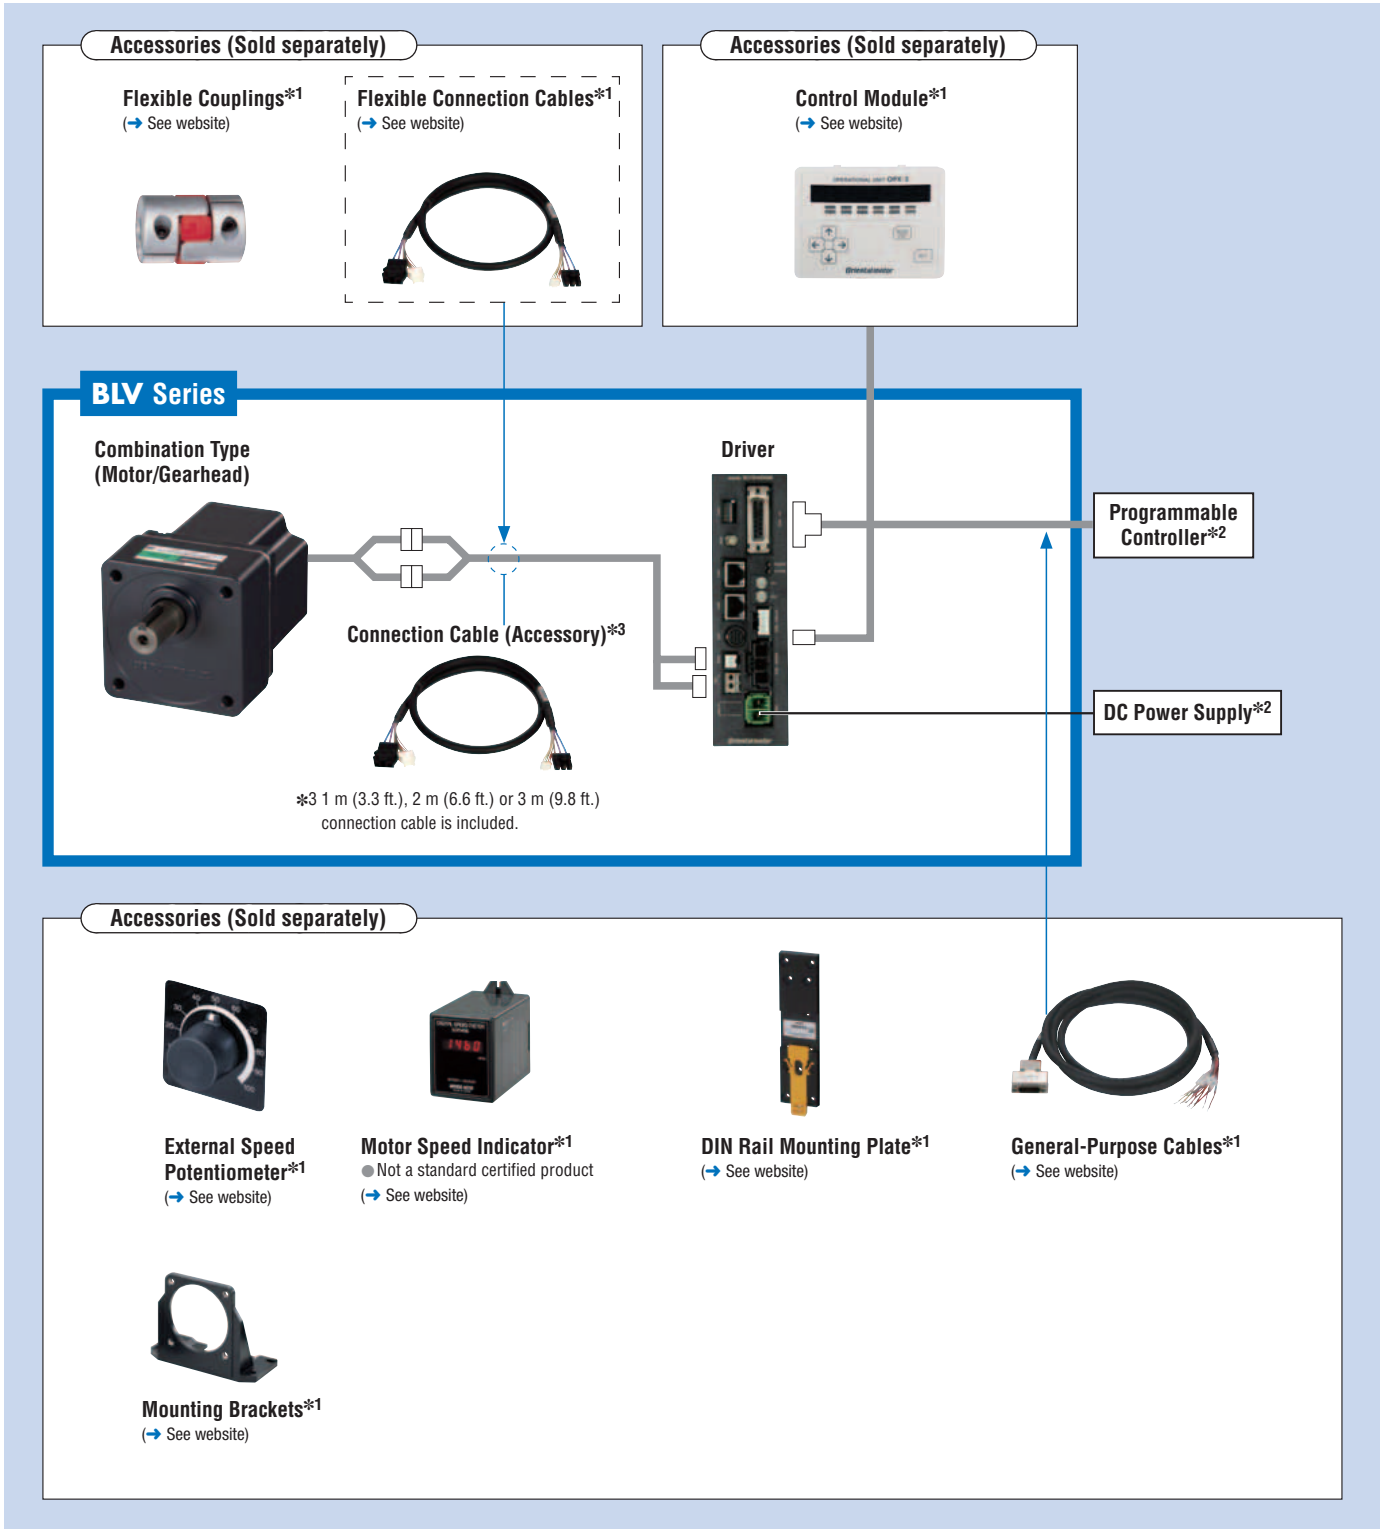 Accessories (Sold separately)
Flexible Couplings*1
(→ See website)
Flexible Connection Cables*1
(→ See website)
Accessories (Sold separately)
Control Module*1
(→ See website)
OPERATIONAL UNIT OPX-2
Orientalmotor
BLV Series
Combination Type
(Motor/Gearhead)
Driver
Programmable
Controller*2
Connection Cable (Accessory)*3
DC Power Supply*2
*3 1 m (3.3 ft.), 2 m (6.6 ft.) or 3 m (9.8 ft.)
connection cable is included.
Accessories (Sold separately)
External Speed
Potentiometer*1
(→ See website)
Motor Speed Indicator*1
● Not a standard certified product
(→ See website)
DIN Rail Mounting Plate*1
(→ See website)
General-Purpose Cables*1
(→ See website)
Mounting Brackets*1
(→ See website)